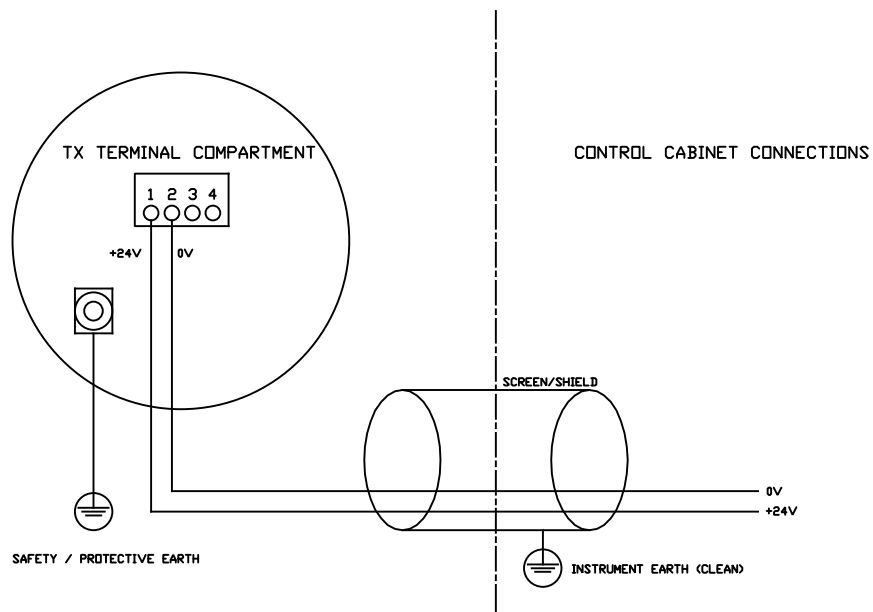 TX TERMINAL COMPARTMENT
CONTROL CABINET CONNECTIONS
1 2 3 4
+24V
0V
SCREEN/SHIELD
0V
+24V
SAFETY / PROTECTIVE EARTH
INSTRUMENT EARTH (CLEAN)